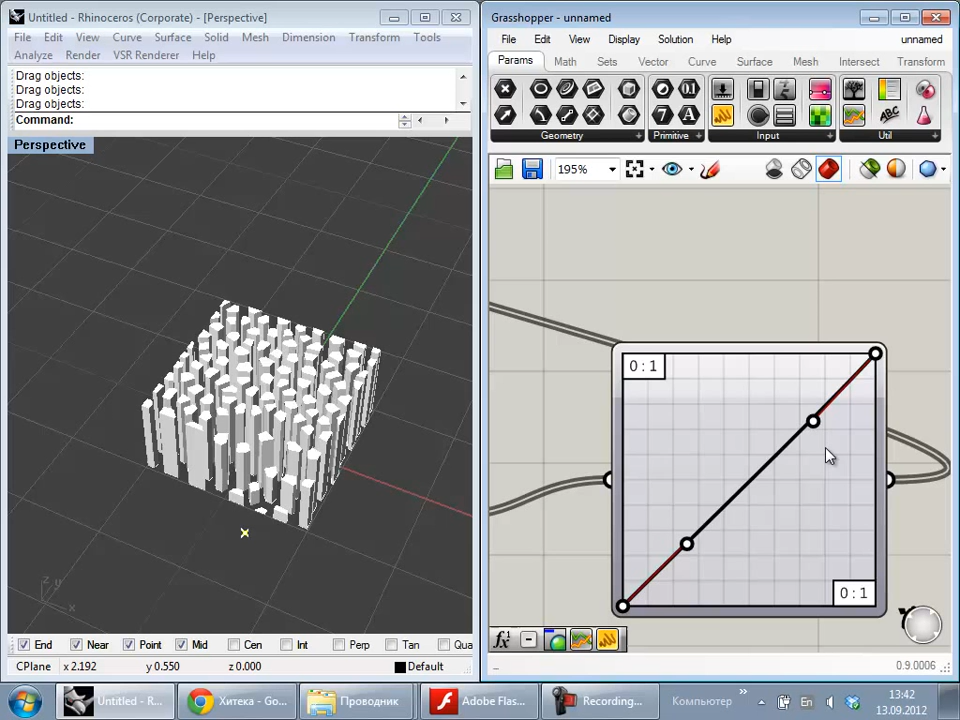 Untitled - Rhinoceros (Corporate) - [Perspective]
File Edit View Curve Surface Solid Mesh Dimension Transform Tools
Analyze Render VSR Renderer Help
Drag objects:
Drag objects:
Drag objects:
Command:
Perspective
z
y
x
End Near Point Mid Cen Int Perp Tan Qua
CPlane x 2.192 y 0.550 z 0.000 Default
Grasshopper - unnamed
File Edit View Display Solution Help unnamed
Params Math Sets Vector Curve Surface Mesh Intersect Transform
Geometry Primitive Input Util
195%
0 : 1
0 : 1
0.9.0006
Untitled - R... Хитека - Go... Проводник Adobe Flas... Recording... Компьютер » En 13:42
13.09.2012